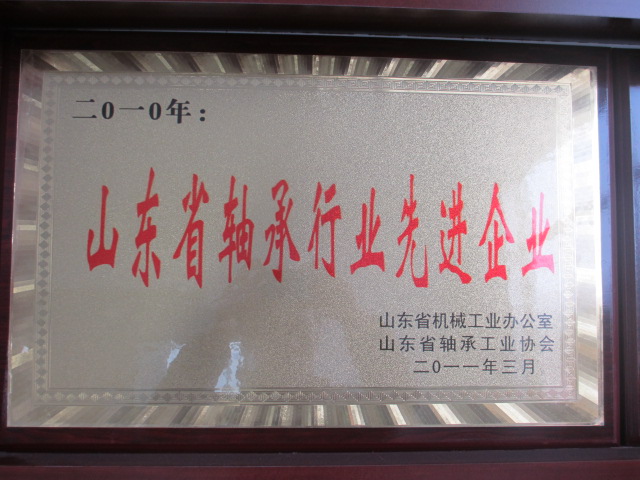 二0一0年：
山东省轴承行业先进企业
山东省机械工业办公室
山东省轴承工业协会
二0一一年三月